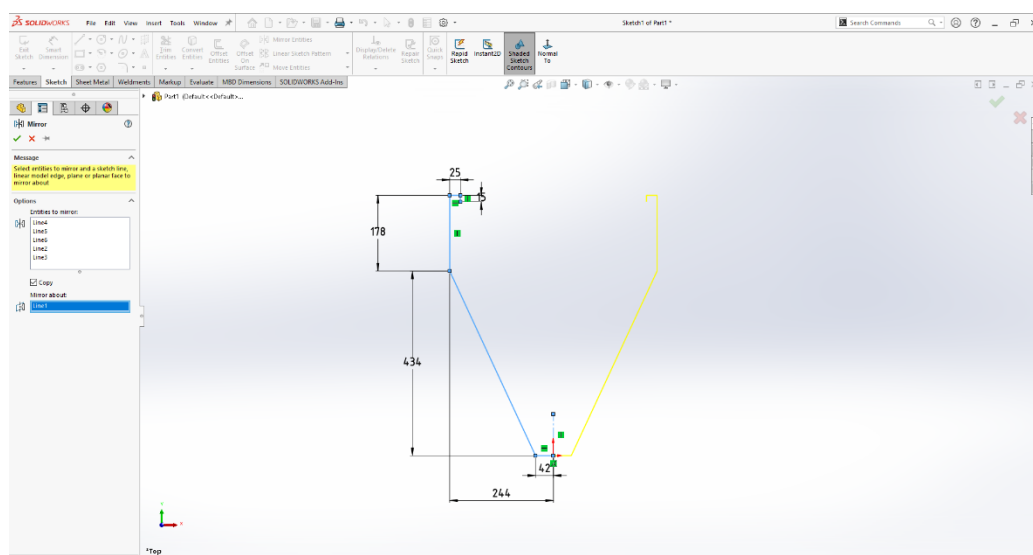 SOLIDWORKS File Edit View Insert Tools Window Sketch1 of Part1 * Search Commands
Exit Sketch Smart Dimension Trim Entities Convert Entities Offset Entities Offset On Surface Mirror Entities Linear Sketch Pattern Move Entities Display/Delete Relations Repair Sketch Quick Snaps Rapid Sketch Instant2D Shaded Sketch Contours Normal To
Features Sketch Sheet Metal Weldments Markup Evaluate MBD Dimensions SOLIDWORKS Add-Ins
Part1 (Default<<Default>...
Mirror
Message
Select entities to mirror and a sketch line, linear model edge, plane or planar face to mirror about
Options
Entities to mirror:
Line4
Line5
Line6
Line2
Line3
Copy
Mirror about:
Line1
25
15
178
434
42
244
Y
X
*Top